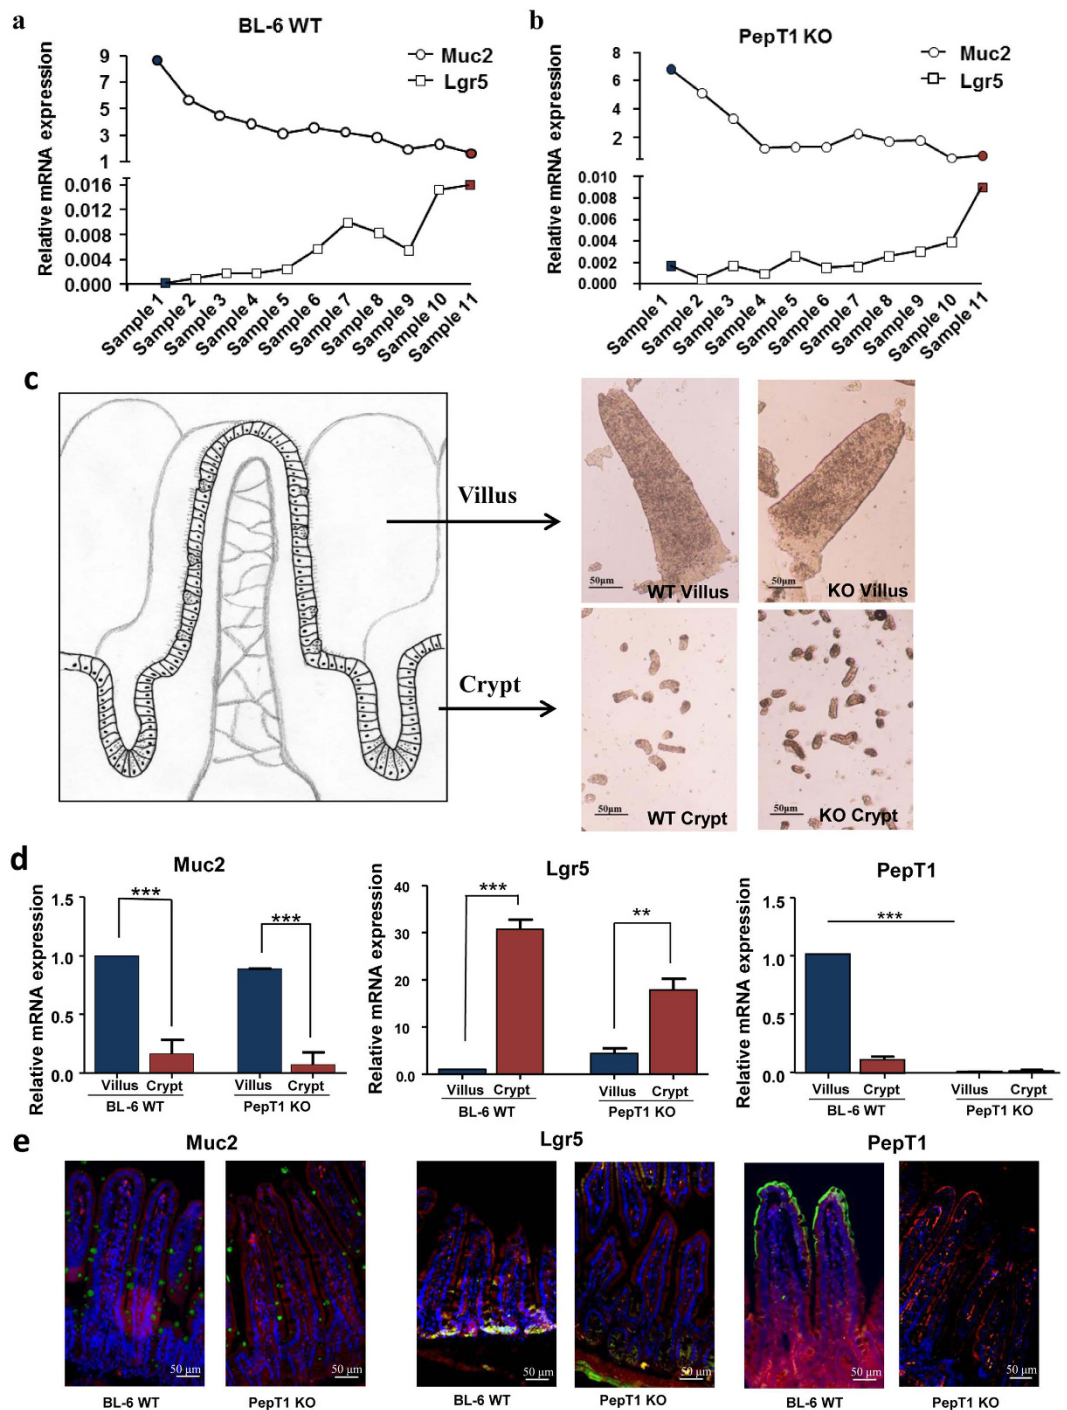 a
BL-6 WT
Muc2
Lgr5
Relative mRNA expression
9
7
5
3
1
0.016
0.012
0.008
0.004
0.000
Sample 1
Sample 2
Sample 3
Sample 4
Sample 5
Sample 6
Sample 7
Sample 8
Sample 9
Sample 10
Sample 11
b
PepT1 KO
Muc2
Lgr5
Relative mRNA expression
8
6
4
2
0.010
0.008
0.006
0.004
0.002
0.000
Sample 1
Sample 2
Sample 3
Sample 4
Sample 5
Sample 6
Sample 7
Sample 8
Sample 9
Sample 10
Sample 11
c
Villus
Crypt
50µm
WT Villus
50µm
KO Villus
50µm
WT Crypt
50µm
KO Crypt
d
Muc2
Relative mRNA expression
1.5
1.0
0.5
0.0
***
***
Villus Crypt Villus Crypt
BL-6 WT PepT1 KO
Lgr5
Relative mRNA expression
40
30
20
10
0.0
***
**
Villus Crypt Villus Crypt
BL-6 WT PepT1 KO
PepT1
Relative mRNA expression
1.5
1.0
0.5
0.0
***
Villus Crypt Villus Crypt
BL-6 WT PepT1 KO
e
Muc2 Lgr5 PepT1
50 µm 50 µm 50 µm 50 µm 50 µm 50 µm
BL-6 WT PepT1 KO BL-6 WT PepT1 KO BL-6 WT PepT1 KO